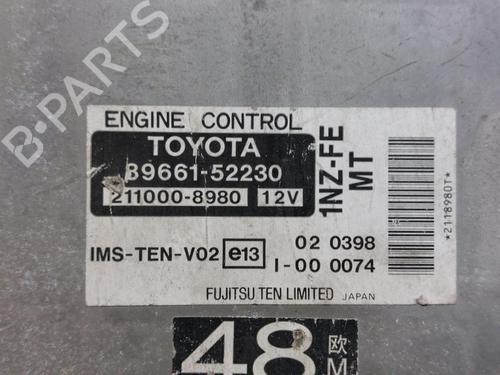 B-PARTS
ENGINE CONTROL
TOYOTA
89661-52230
211000-8980 12V
1NZ-FE
MT
*2118980T*
IMS-TEN-V02 e13 02 0398
I-00 0074
FUJITSU TEN LIMITED JAPAN
48 欧 M